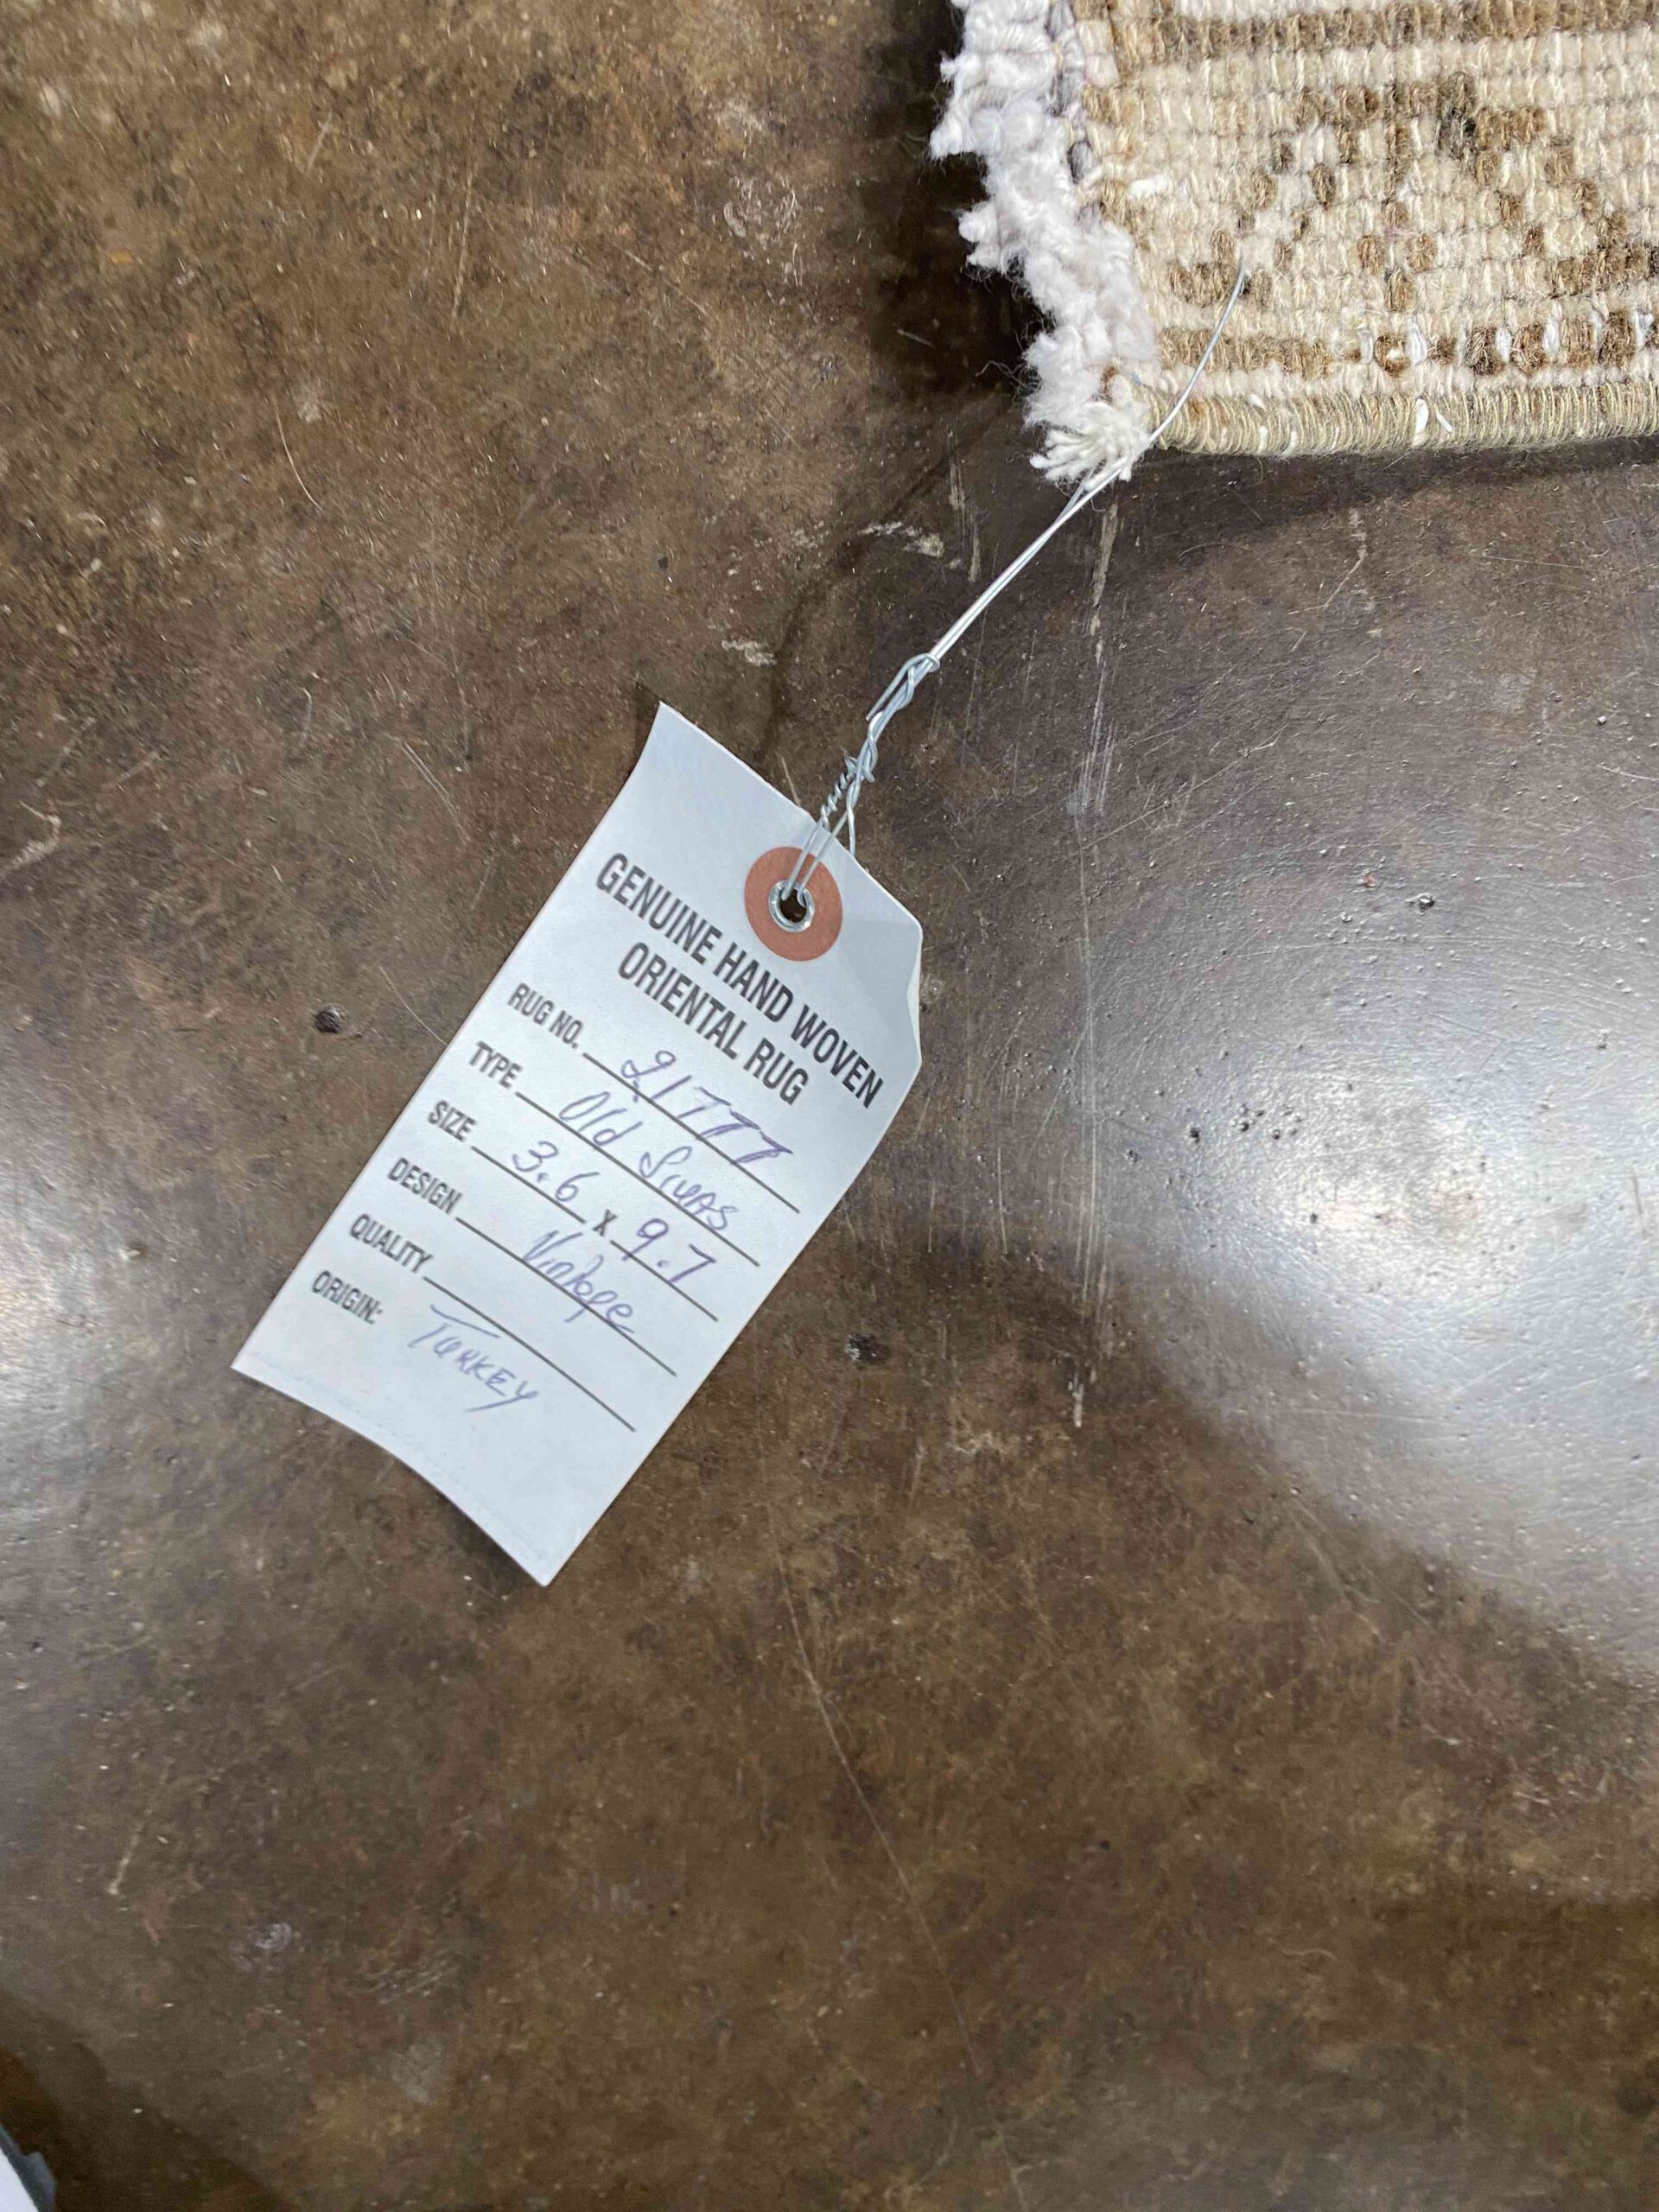 GENUINE HAND WOVEN
ORIENTAL RUG
RUG NO. 21777
TYPE Old Sivas
SIZE 3.6 X 9.7
DESIGN Vintage
QUALITY
ORIGIN: TURKEY